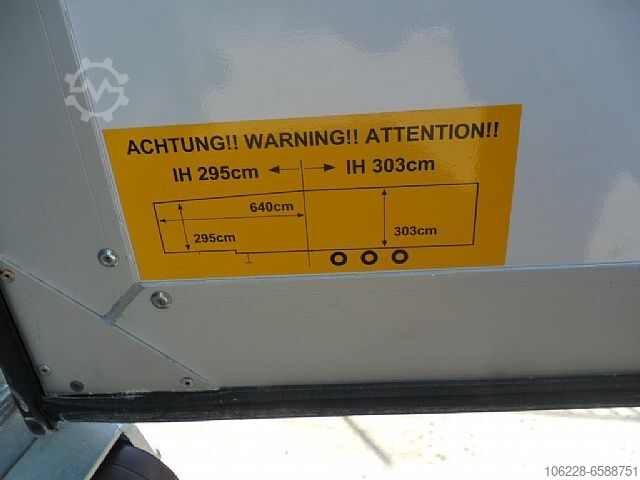 ACHTUNG!! WARNING!! ATTENTION!!
IH 295cm IH 303cm
640cm
295cm 303cm
106228-6588751